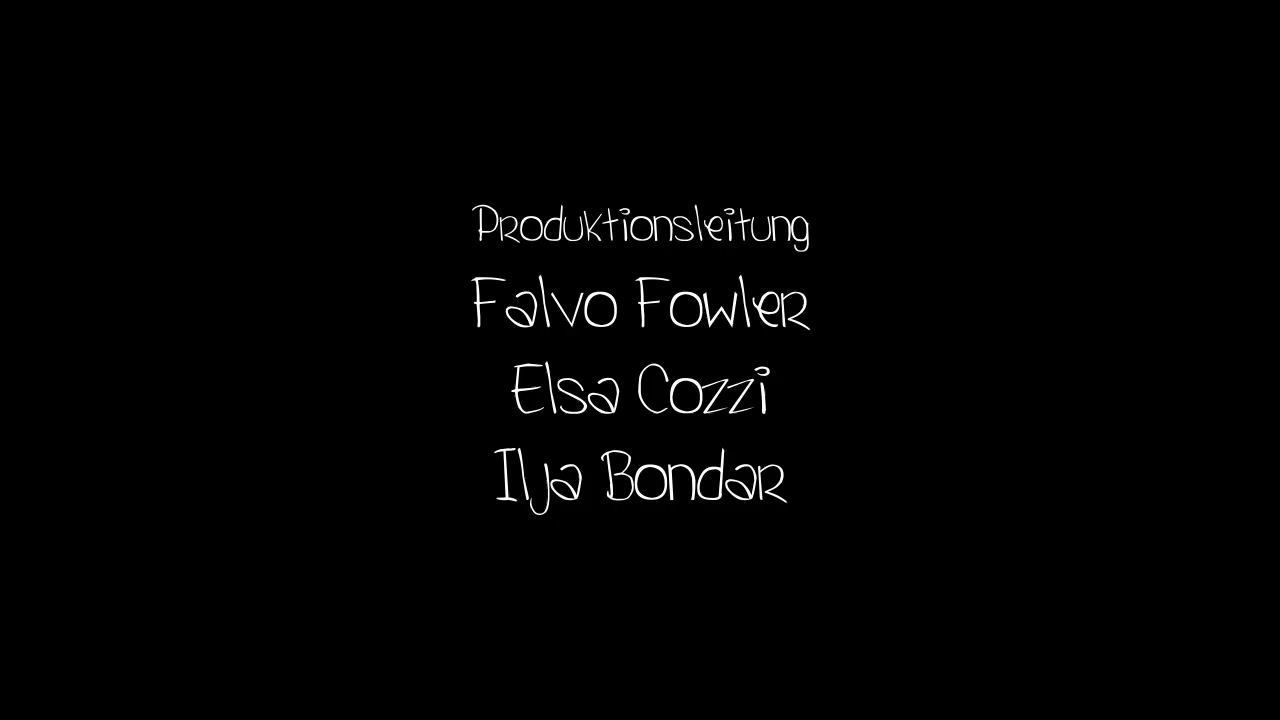 Produktionsleitung
Falvo Fowler
Elsa Cozzi
Ilja Bondar